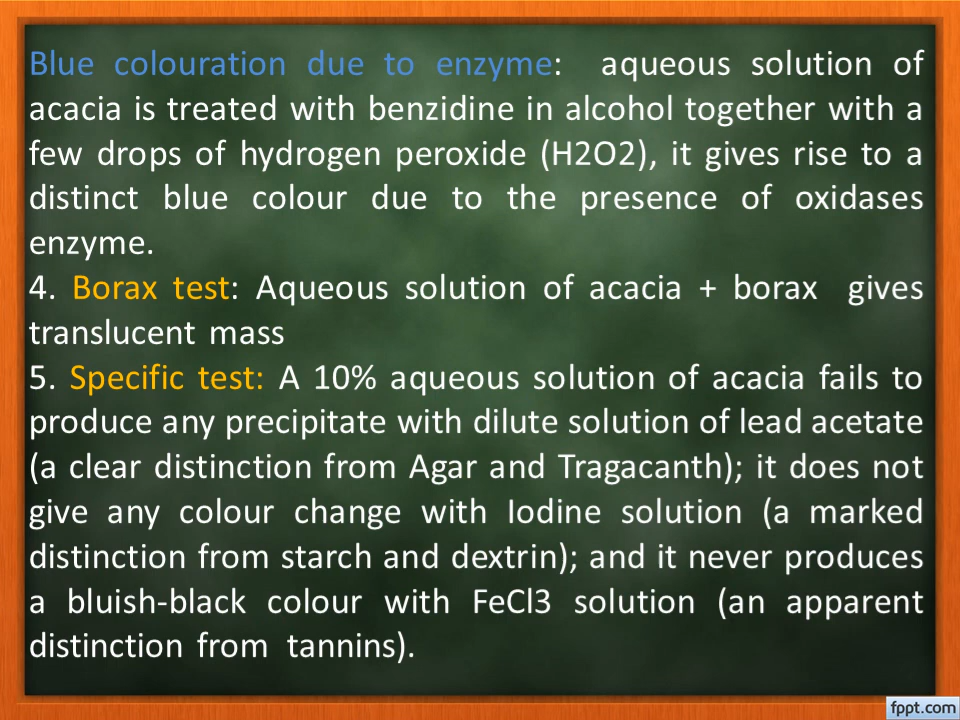 Blue colouration due to enzyme: aqueous solution of
acacia is treated with benzidine in alcohol together with a
few drops of hydrogen peroxide (H2O2), it gives rise to a
distinct blue colour due to the presence of oxidases
enzyme.
4. Borax test: Aqueous solution of acacia + borax gives
translucent mass
5. Specific test: A 10% aqueous solution of acacia fails to
produce any precipitate with dilute solution of lead acetate
(a clear distinction from Agar and Tragacanth); it does not
give any colour change with Iodine solution (a marked
distinction from starch and dextrin); and it never produces
a bluish-black colour with FeCl3 solution (an apparent
distinction from tannins).
fppt.com